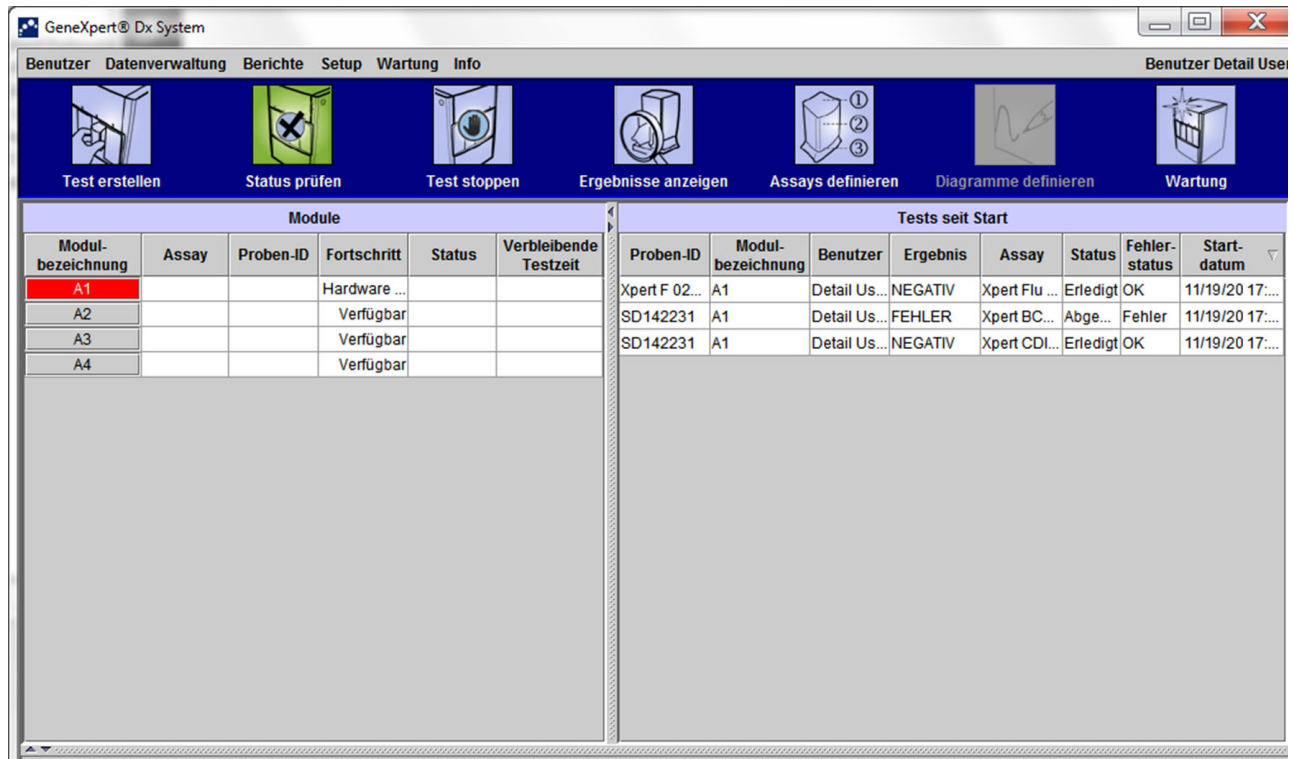 GeneXpert® Dx System
Benutzer Datenverwaltung Berichte Setup Wartung Info Benutzer Detail User
Test erstellen Status prüfen Test stoppen Ergebnisse anzeigen Assays definieren Diagramme definieren Wartung
Module
Modul-bezeichnung Assay Proben-ID Fortschritt Status Verbleibende Testzeit
A1 Hardware ...
A2 Verfügbar
A3 Verfügbar
A4 Verfügbar
Tests seit Start
Proben-ID Modul-bezeichnung Benutzer Ergebnis Assay Status Fehler-status Start-datum
Xpert F 02... A1 Detail Us... NEGATIV Xpert Flu ... Erledigt OK 11/19/20 17:...
SD142231 A1 Detail Us... FEHLER Xpert BC... Abge... Fehler 11/19/20 17:...
SD142231 A1 Detail Us... NEGATIV Xpert CDI... Erledigt OK 11/19/20 17:...